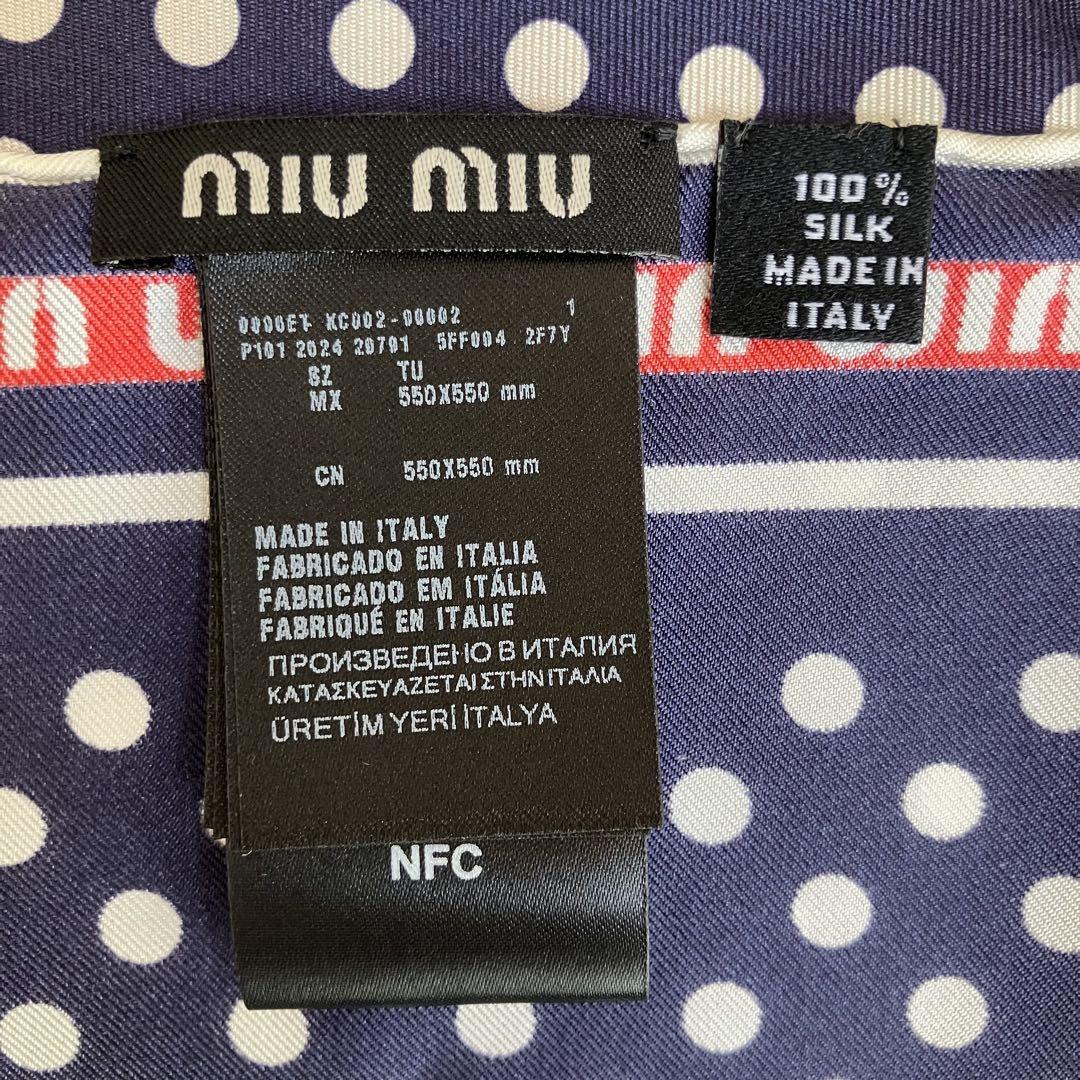 miu miu
100%
SILK
MADE IN
ITALY
KC002-00002 1
P101 2024 20701 5FF004 2F7Y
SZ TU
MX 550X550 mm
CN 550X550 mm
MADE IN ITALY
FABRICADO EN ITALIA
FABRICADO EM ITÁLIA
FABRIQUÉ EN ITALIE
ПРОИЗВЕДЕНО В ИТАЛИЯ
ΚΑΤΑΣΚΕΥΑΖΕΤΑΙ ΣΤΗΝ ΙΤΑΛΙΑ
ÜRETİM YERİ İTALYA
NFC